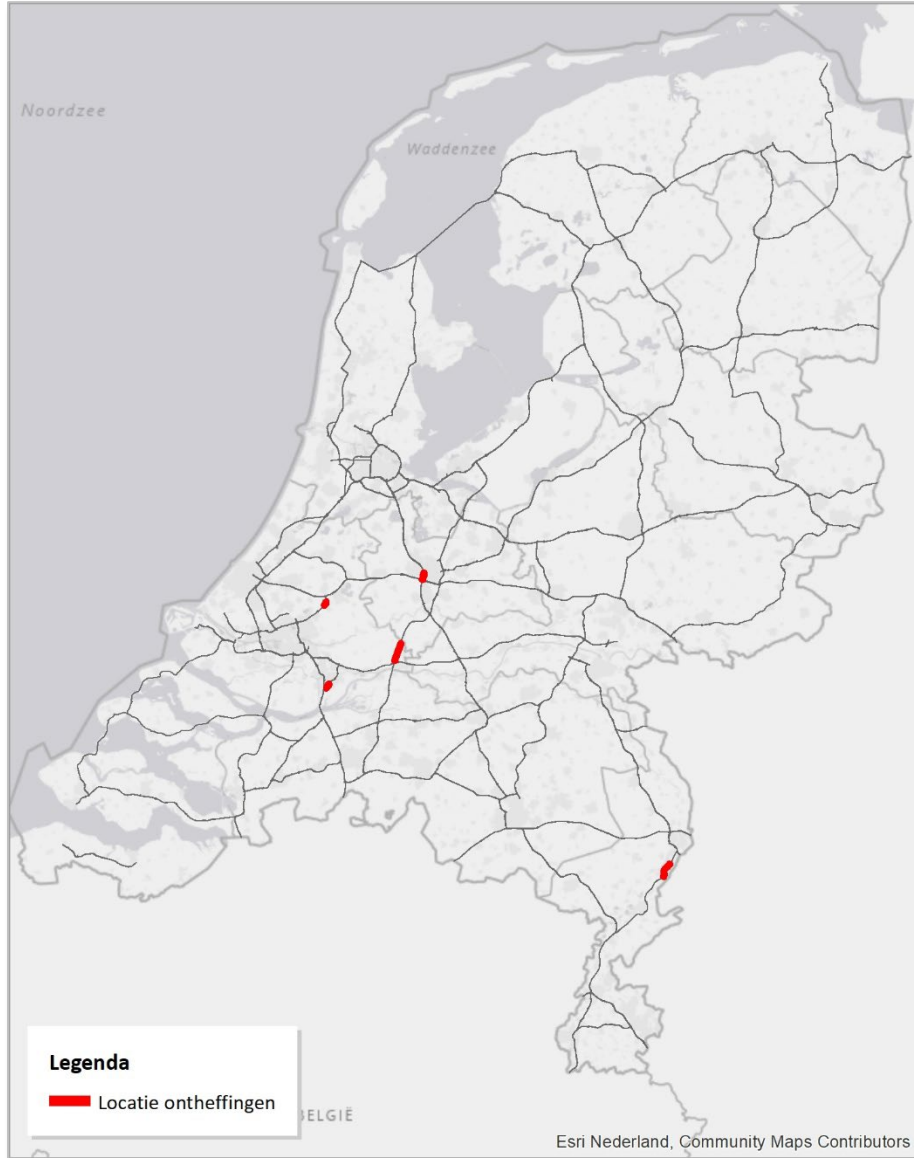 Noordzee
Waddenzee
Legenda
Locatie ontheffingen
BELGIË
Esri Nederland, Community Maps Contributors